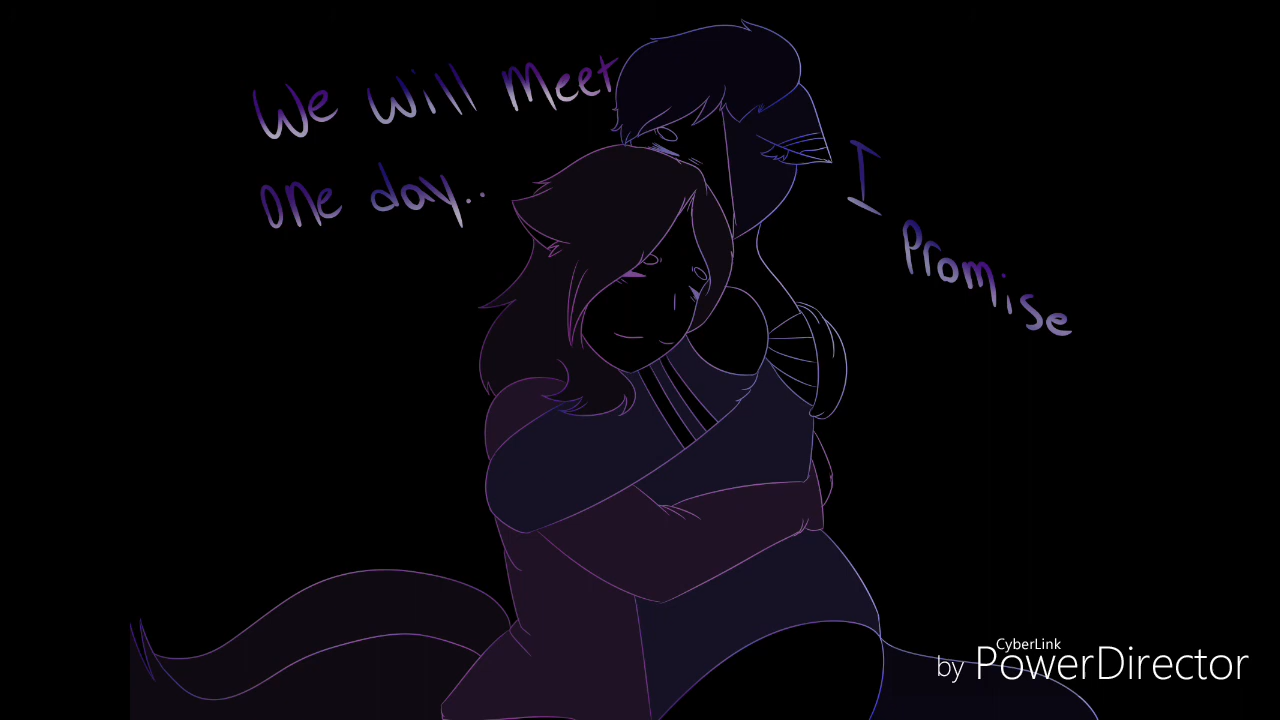 We will meet
one day..
I
Promise
CyberLink
by PowerDirector